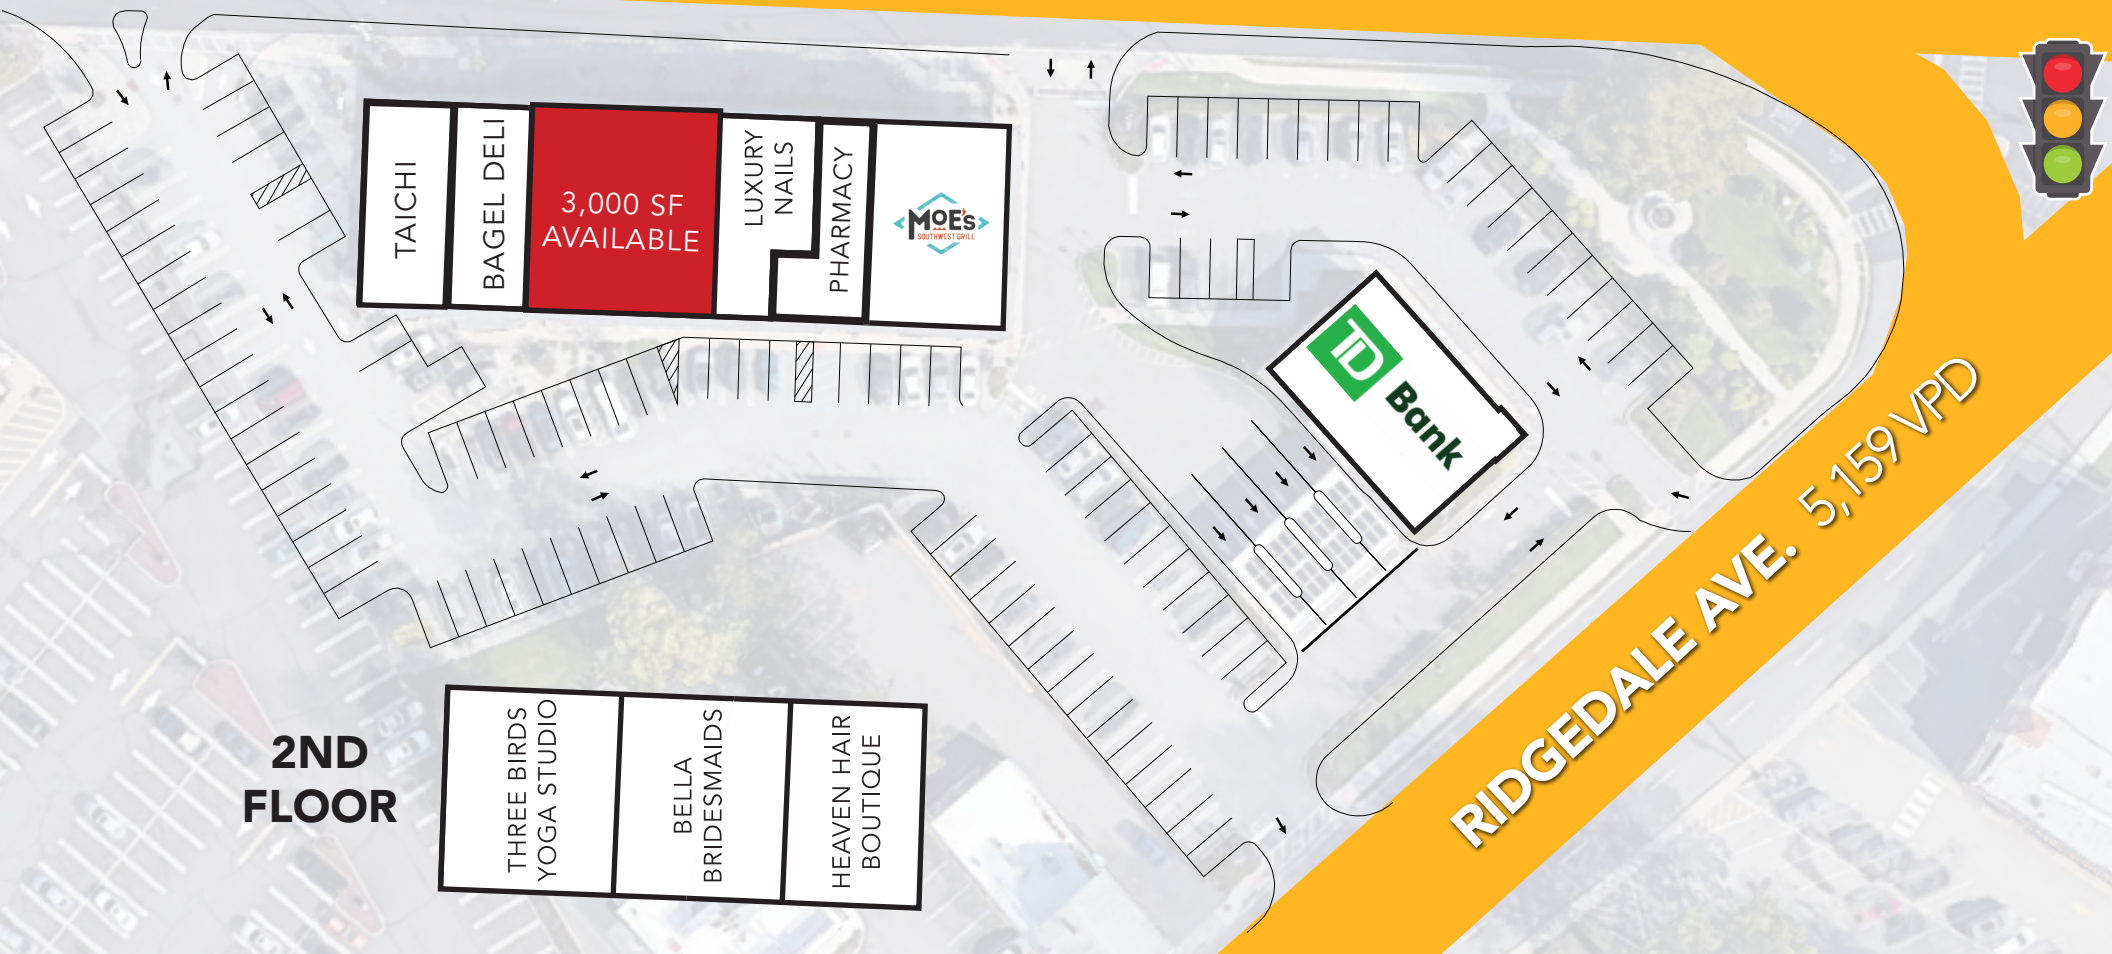 TAICHI
BAGEL DELI
3,000 SF
AVAILABLE
LUXURY
NAILS
PHARMACY
MOE's
SOUTHWEST GRILL
TD
Bank
RIDGEDALE AVE. 5,159 VPD
2ND
FLOOR
THREE BIRDS
YOGA STUDIO
BELLA
BRIDESMAIDS
HEAVEN HAIR
BOUTIQUE